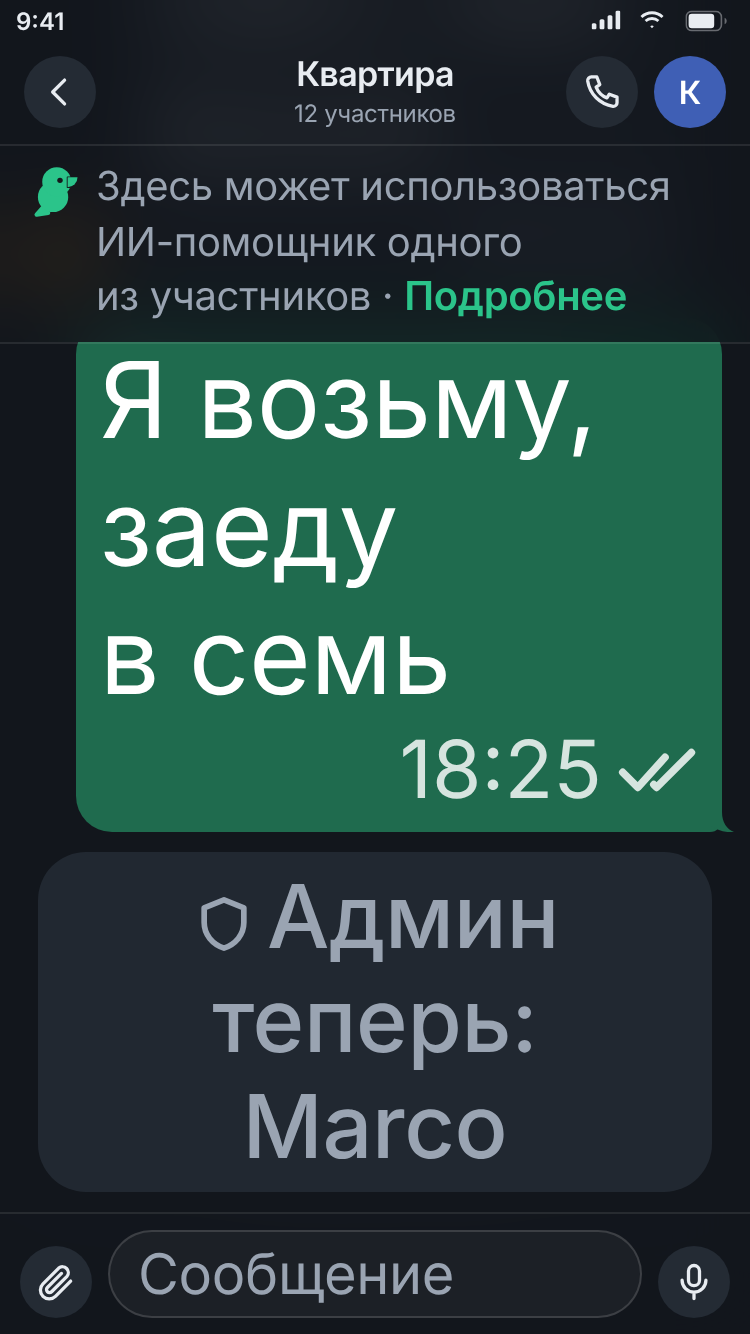 9:41
Квартира
12 участников
К
Здесь может использоваться
ИИ-помощник одного
из участников · Подробнее
Я возьму,
заеду
в семь
18:25
Админ
теперь:
Marco
Сообщение